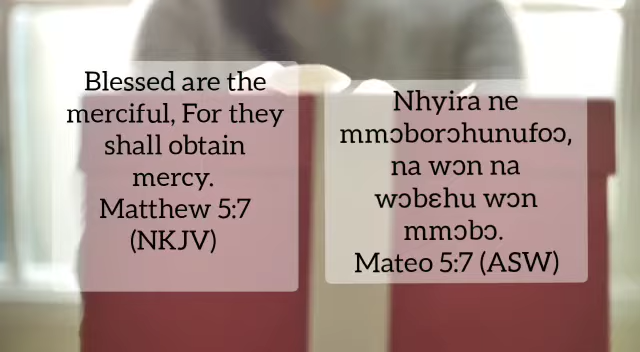 Blessed are the
merciful, For they
shall obtain
mercy.
Matthew 5:7
(NKJV)
Nhyira ne
mmɔborɔhunufoɔ,
na wɔn na
wɔbɛhu wɔn
mmɔbɔ.
Mateo 5:7 (ASW)